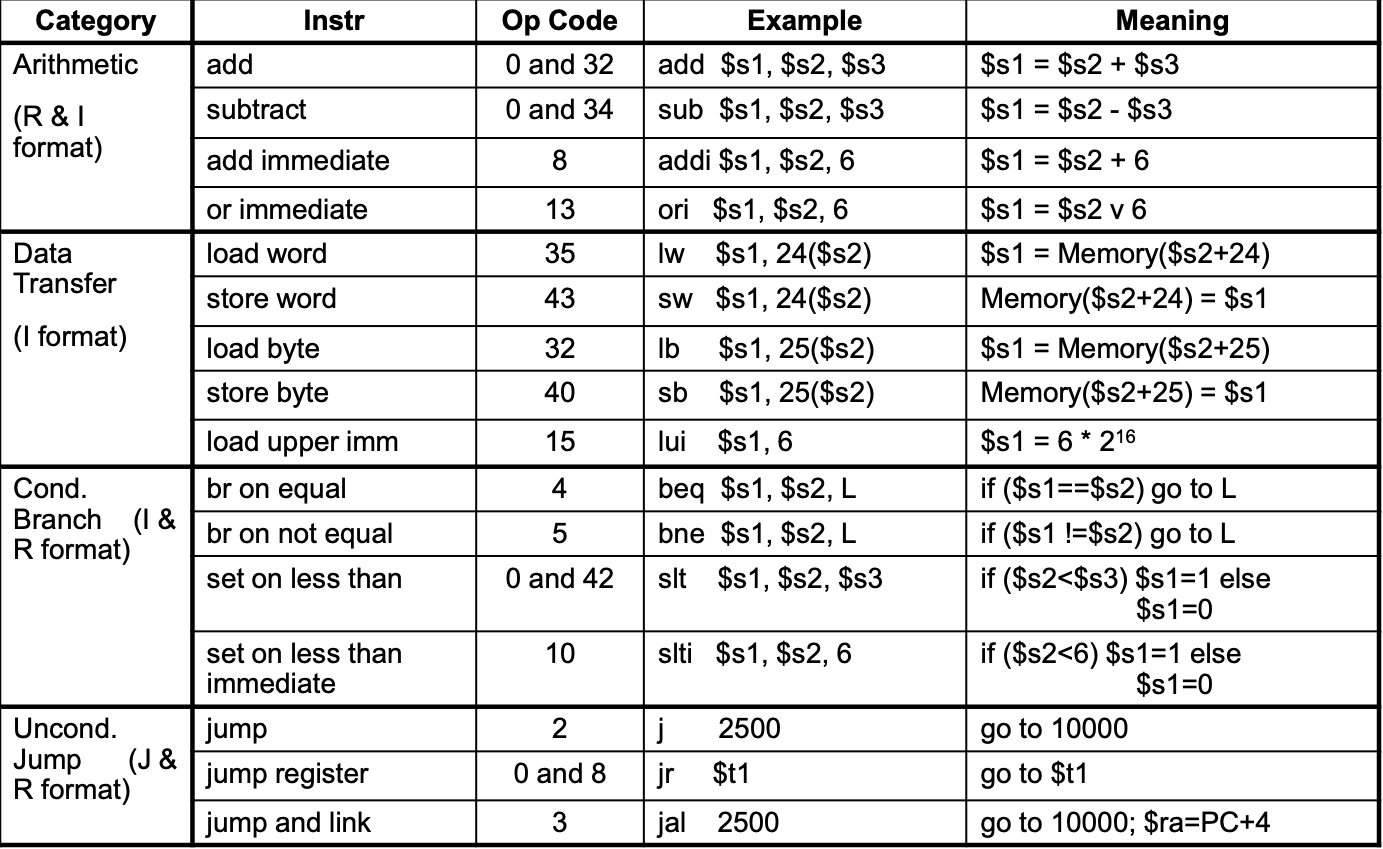 Category Instr Op Code Example Meaning
Arithmetic
(R & I
format)
add 0 and 32 add $s1, $s2, $s3 $s1 = $s2 + $s3
subtract 0 and 34 sub $s1, $s2, $s3 $s1 = $s2 - $s3
add immediate 8 addi $s1, $s2, 6 $s1 = $s2 + 6
or immediate 13 ori $s1, $s2, 6 $s1 = $s2 v 6
Data
Transfer
(I format)
load word 35 lw $s1, 24($s2) $s1 = Memory($s2+24)
store word 43 sw $s1, 24($s2) Memory($s2+24) = $s1
load byte 32 lb $s1, 25($s2) $s1 = Memory($s2+25)
store byte 40 sb $s1, 25($s2) Memory($s2+25) = $s1
load upper imm 15 lui $s1, 6 $s1 = 6 * 2¹⁶
Cond.
Branch (I &
R format)
br on equal 4 beq $s1, $s2, L if ($s1==$s2) go to L
br on not equal 5 bne $s1, $s2, L if ($s1 !=$s2) go to L
set on less than 0 and 42 slt $s1, $s2, $s3 if ($s2<$s3) $s1=1 else
$s1=0
set on less than
immediate
10 slti $s1, $s2, 6 if ($s2<6) $s1=1 else
$s1=0
Uncond.
Jump (J &
R format)
jump 2 j 2500 go to 10000
jump register 0 and 8 jr $t1 go to $t1
jump and link 3 jal 2500 go to 10000; $ra=PC+4